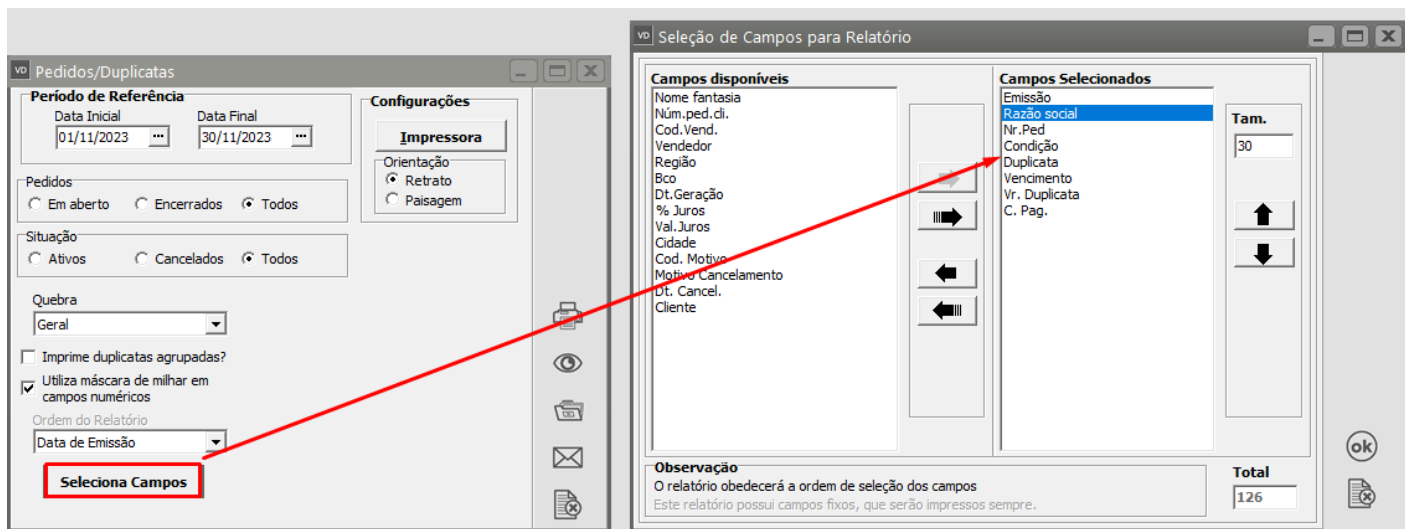 VD Pedidos/Duplicatas
Período de Referência
Data Inicial
Data Final
01/11/2023 ...
30/11/2023 ...
Configurações
Impressora
Orientação
Retrato
Paisagem
Pedidos
Em aberto
Encerrados
Todos
Situação
Ativos
Cancelados
Todos
Quebra
Geral
Imprime duplicatas agrupadas?
Utiliza máscara de milhar em
campos numéricos
Ordem do Relatório
Data de Emissão
Seleciona Campos
VD Seleção de Campos para Relatório
Campos disponíveis
Nome fantasia
Núm.ped.cli.
Cod.Vend.
Vendedor
Região
Bco
Dt.Geração
% Juros
Val.Juros
Cidade
Cod. Motivo
Motivo Cancelamento
Dt. Cancel.
Cliente
Campos Selecionados
Emissão
Razão social
Nr.Ped
Condição
Duplicata
Vencimento
Vr. Duplicata
C. Pag.
Tam.
30
Observação
O relatório obedecerá a ordem de seleção dos campos
Este relatório possui campos fixos, que serão impressos sempre.
Total
126
ok